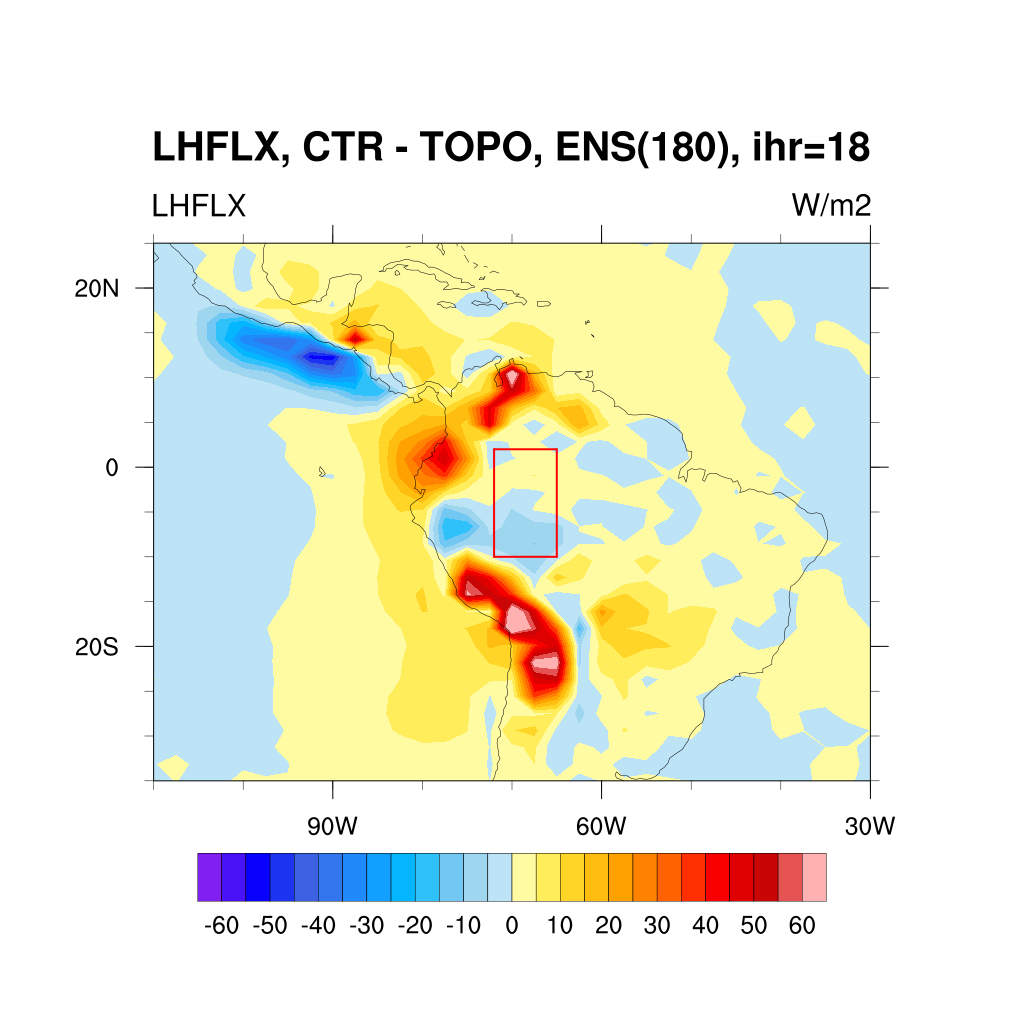 LHFLX, CTR - TOPO, ENS(180), ihr=18
LHFLX W/m2
20N
0
20S
90W 60W 30W
-60 -50 -40 -30 -20 -10 0 10 20 30 40 50 60